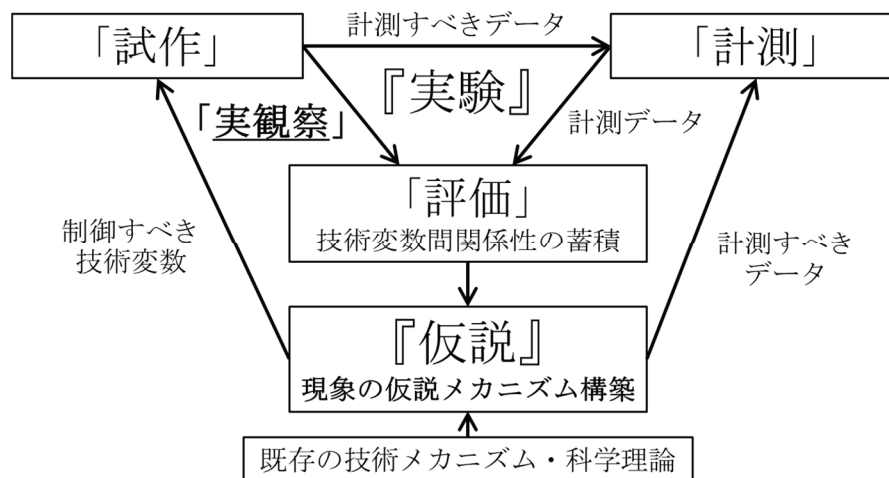 計測すべきデータ
「試作」
「計測」
『実験』
「実観察」
計測データ
「評価」
技術変数間関係性の蓄積
制御すべき
技術変数
計測すべき
データ
『仮説』
現象の仮説メカニズム構築
既存の技術メカニズム・科学理論